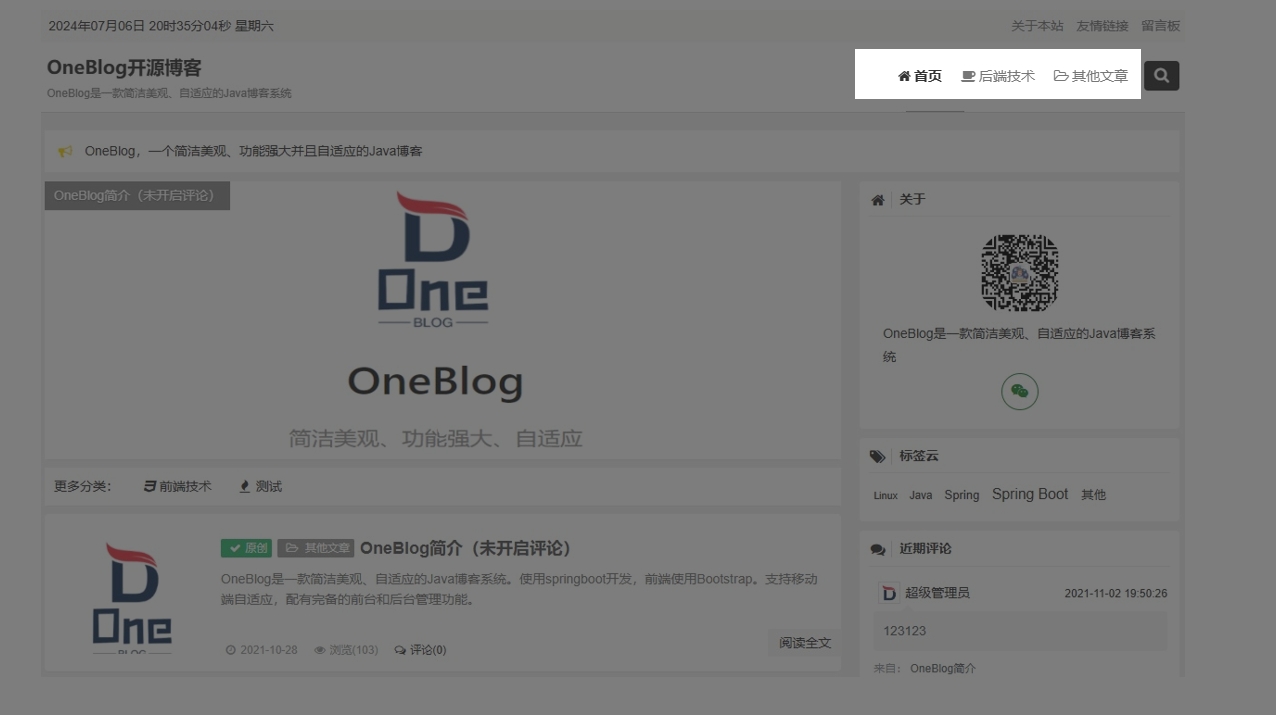 2024年07月06日 20时35分04秒 星期六
关于本站 友情链接 留言板
OneBlog开源博客
OneBlog是一款简洁美观、自适应的Java博客系统
首页 后端技术 其他文章
OneBlog，一个简洁美观、功能强大并且自适应的Java博客
OneBlog简介（未开启评论）
D
One
BLOG
OneBlog
简洁美观、功能强大、自适应
更多分类： 前端技术 测试
D
One
BLOG
原创 其他文章 OneBlog简介（未开启评论）
OneBlog是一款简洁美观、自适应的Java博客系统。使用springboot开发，前端使用Bootstrap。支持移动
端自适应，配有完备的前台和后台管理功能。
2021-10-28 浏览(103) 评论(0)
阅读全文
关于
OneBlog是一款简洁美观、自适应的Java博客系
统
标签云
Linux Java Spring Spring Boot 其他
近期评论
D 超级管理员 2021-11-02 19:50:26
123123
来自： OneBlog简介